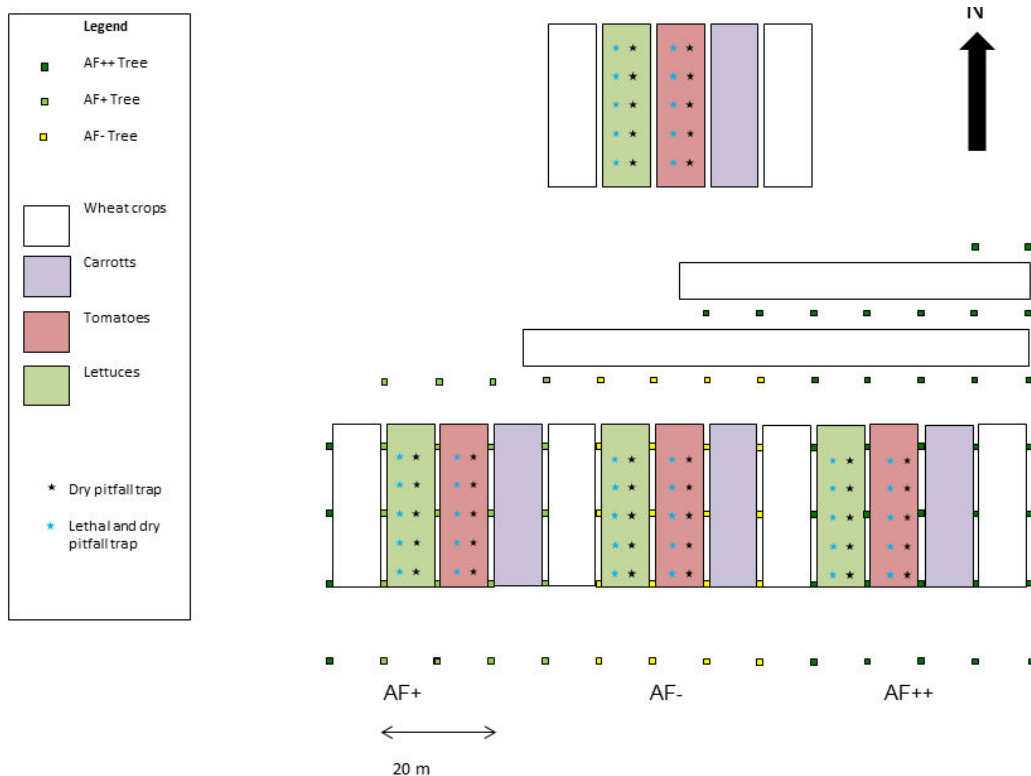 Legend
AF++ Tree
AF+ Tree
AF- Tree
Wheat crops
Carrotts
Tomatoes
Lettuces
Dry pitfall trap
Lethal and dry
pitfall trap
N
AF+
AF-
AF++
20 m